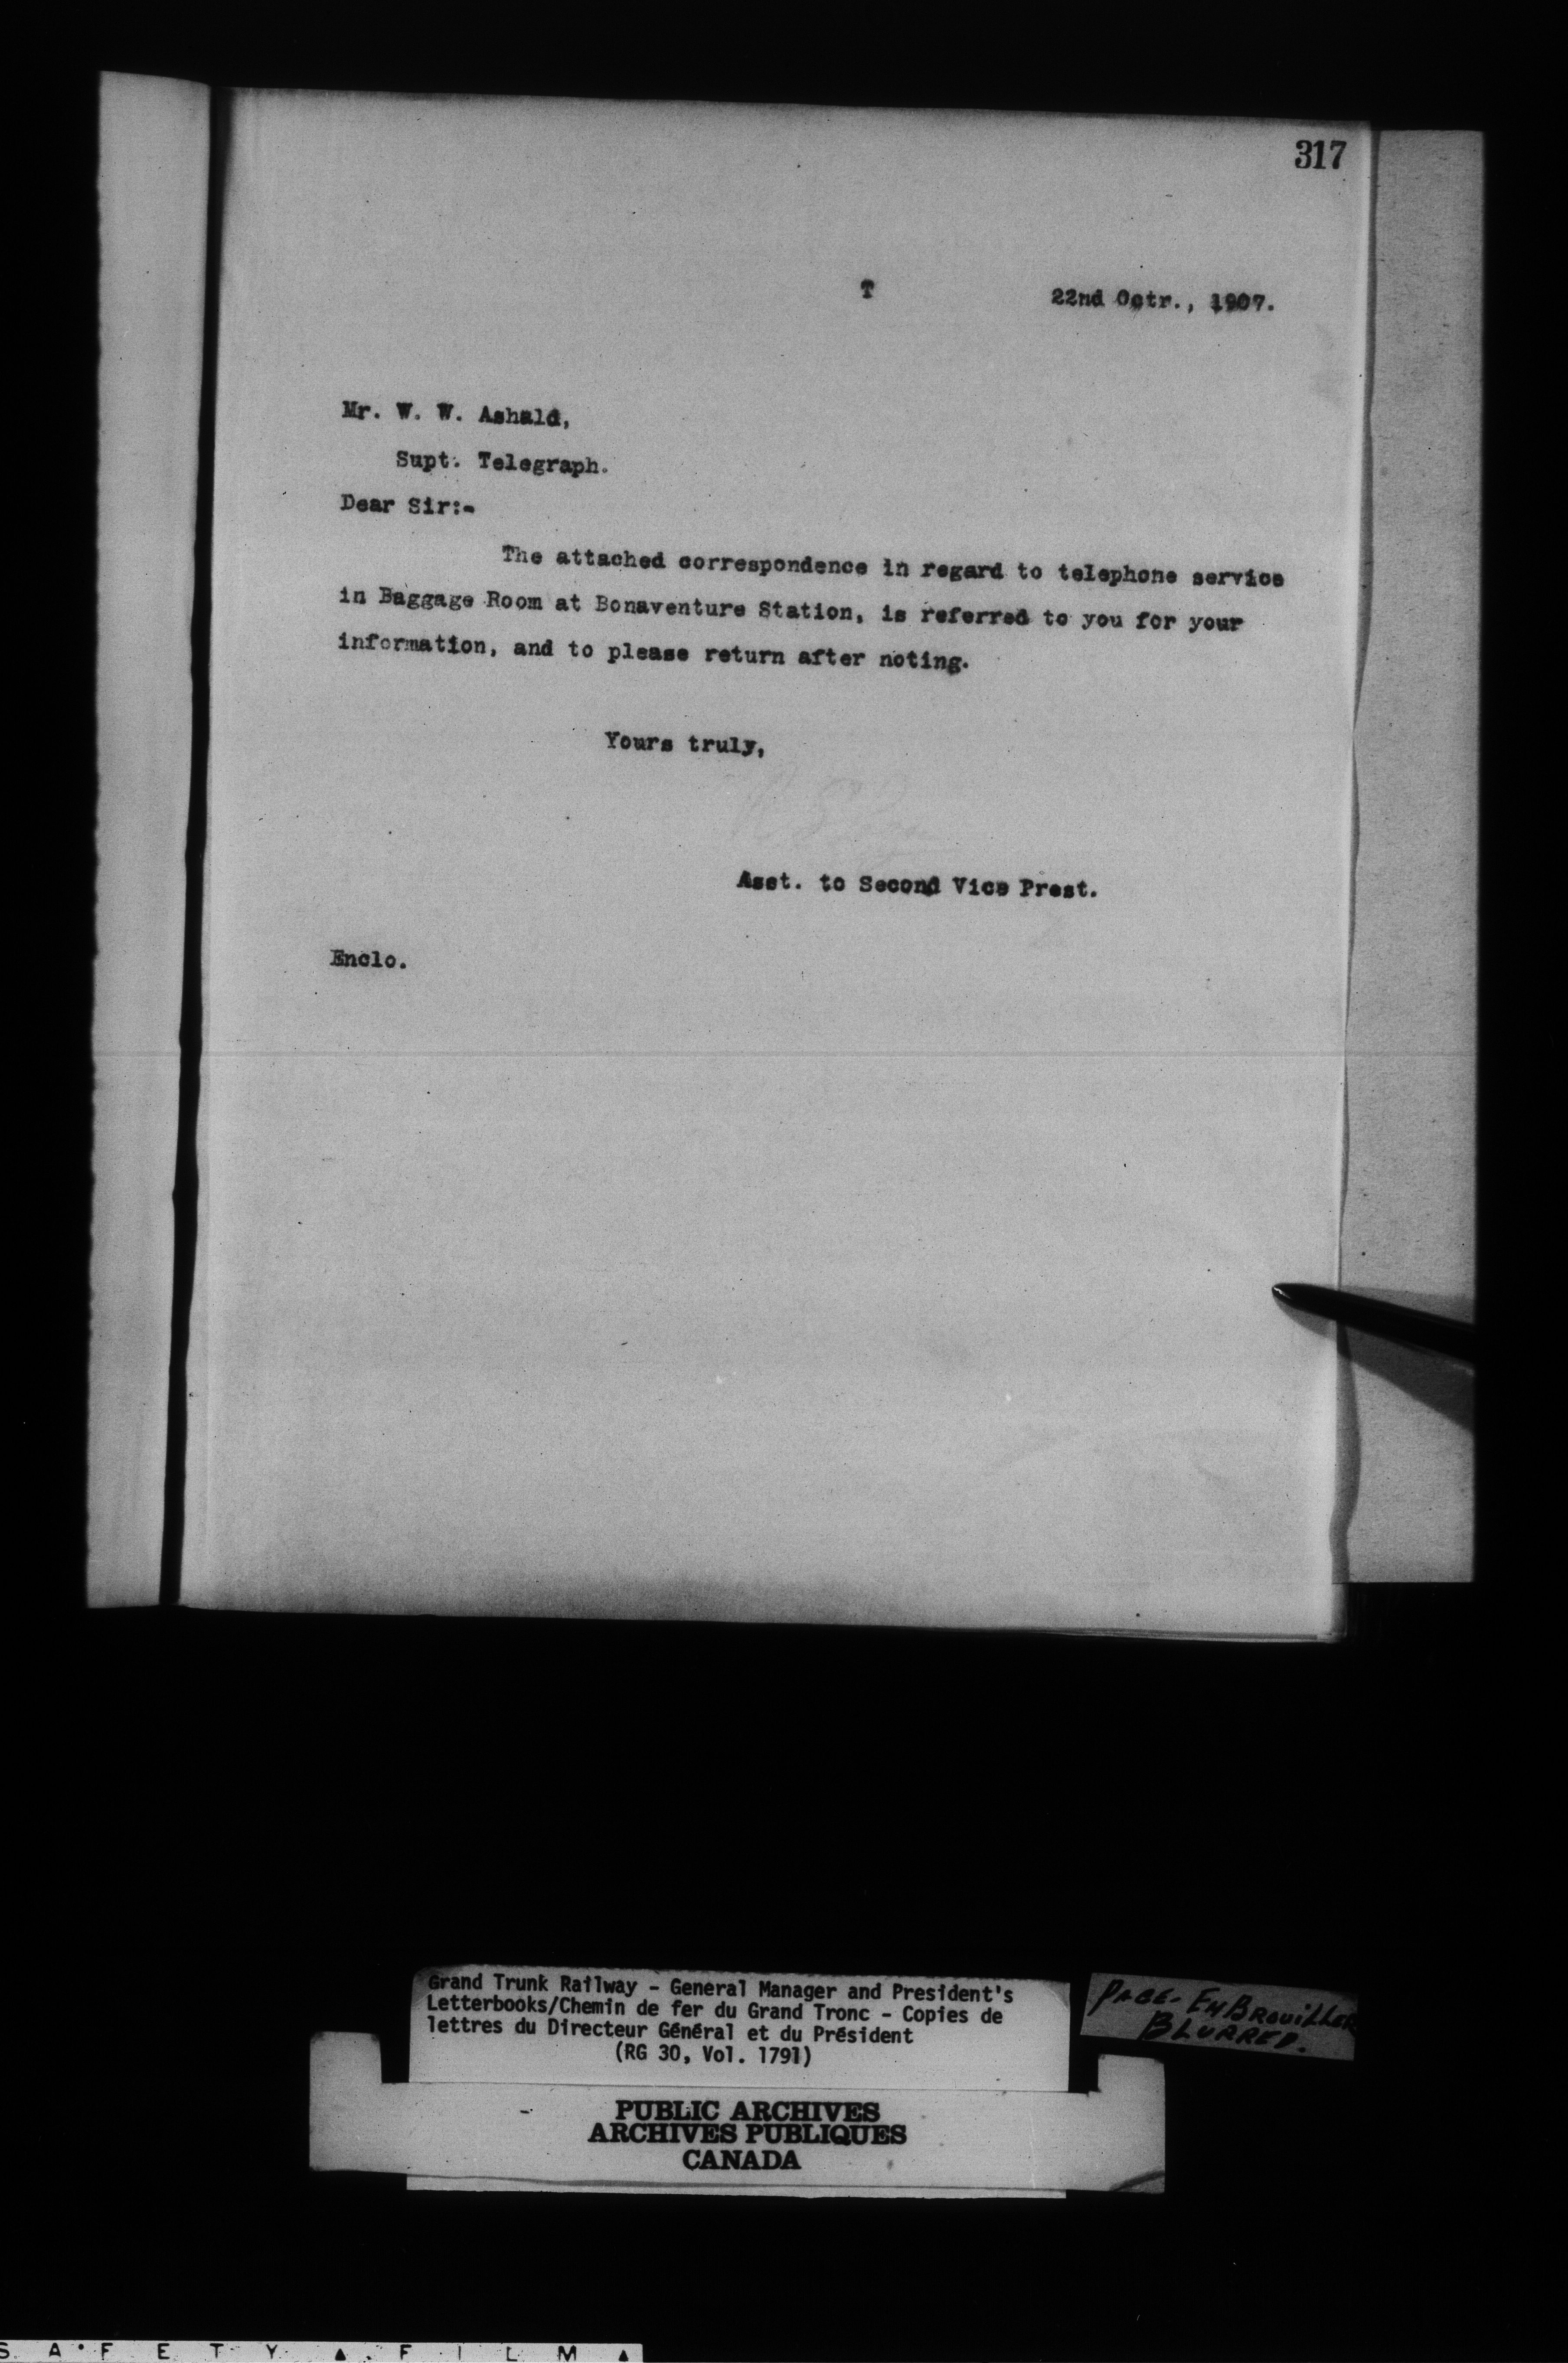 317
T 22nd Octr., 1907.
Mr. W. W. Ashald,
Supt. Telegraph.
Dear Sir:-
The attached correspondence in regard to telephone service
in Baggage Room at Bonaventure Station, is referred to you for your
information, and to please return after noting.
Yours truly,
Asst. to Second Vice Prest.
Enclo.
Grand Trunk Railway - General Manager and President's
Letterbooks/Chemin de fer du Grand Tronc - Copies de
lettres du Directeur Général et du Président
(RG 30, Vol. 1791)
PAGE - EMBROUILLER
BLURRED.
PUBLIC ARCHIVES
ARCHIVES PUBLIQUES
CANADA
SAFETY ▲ FILM ▲